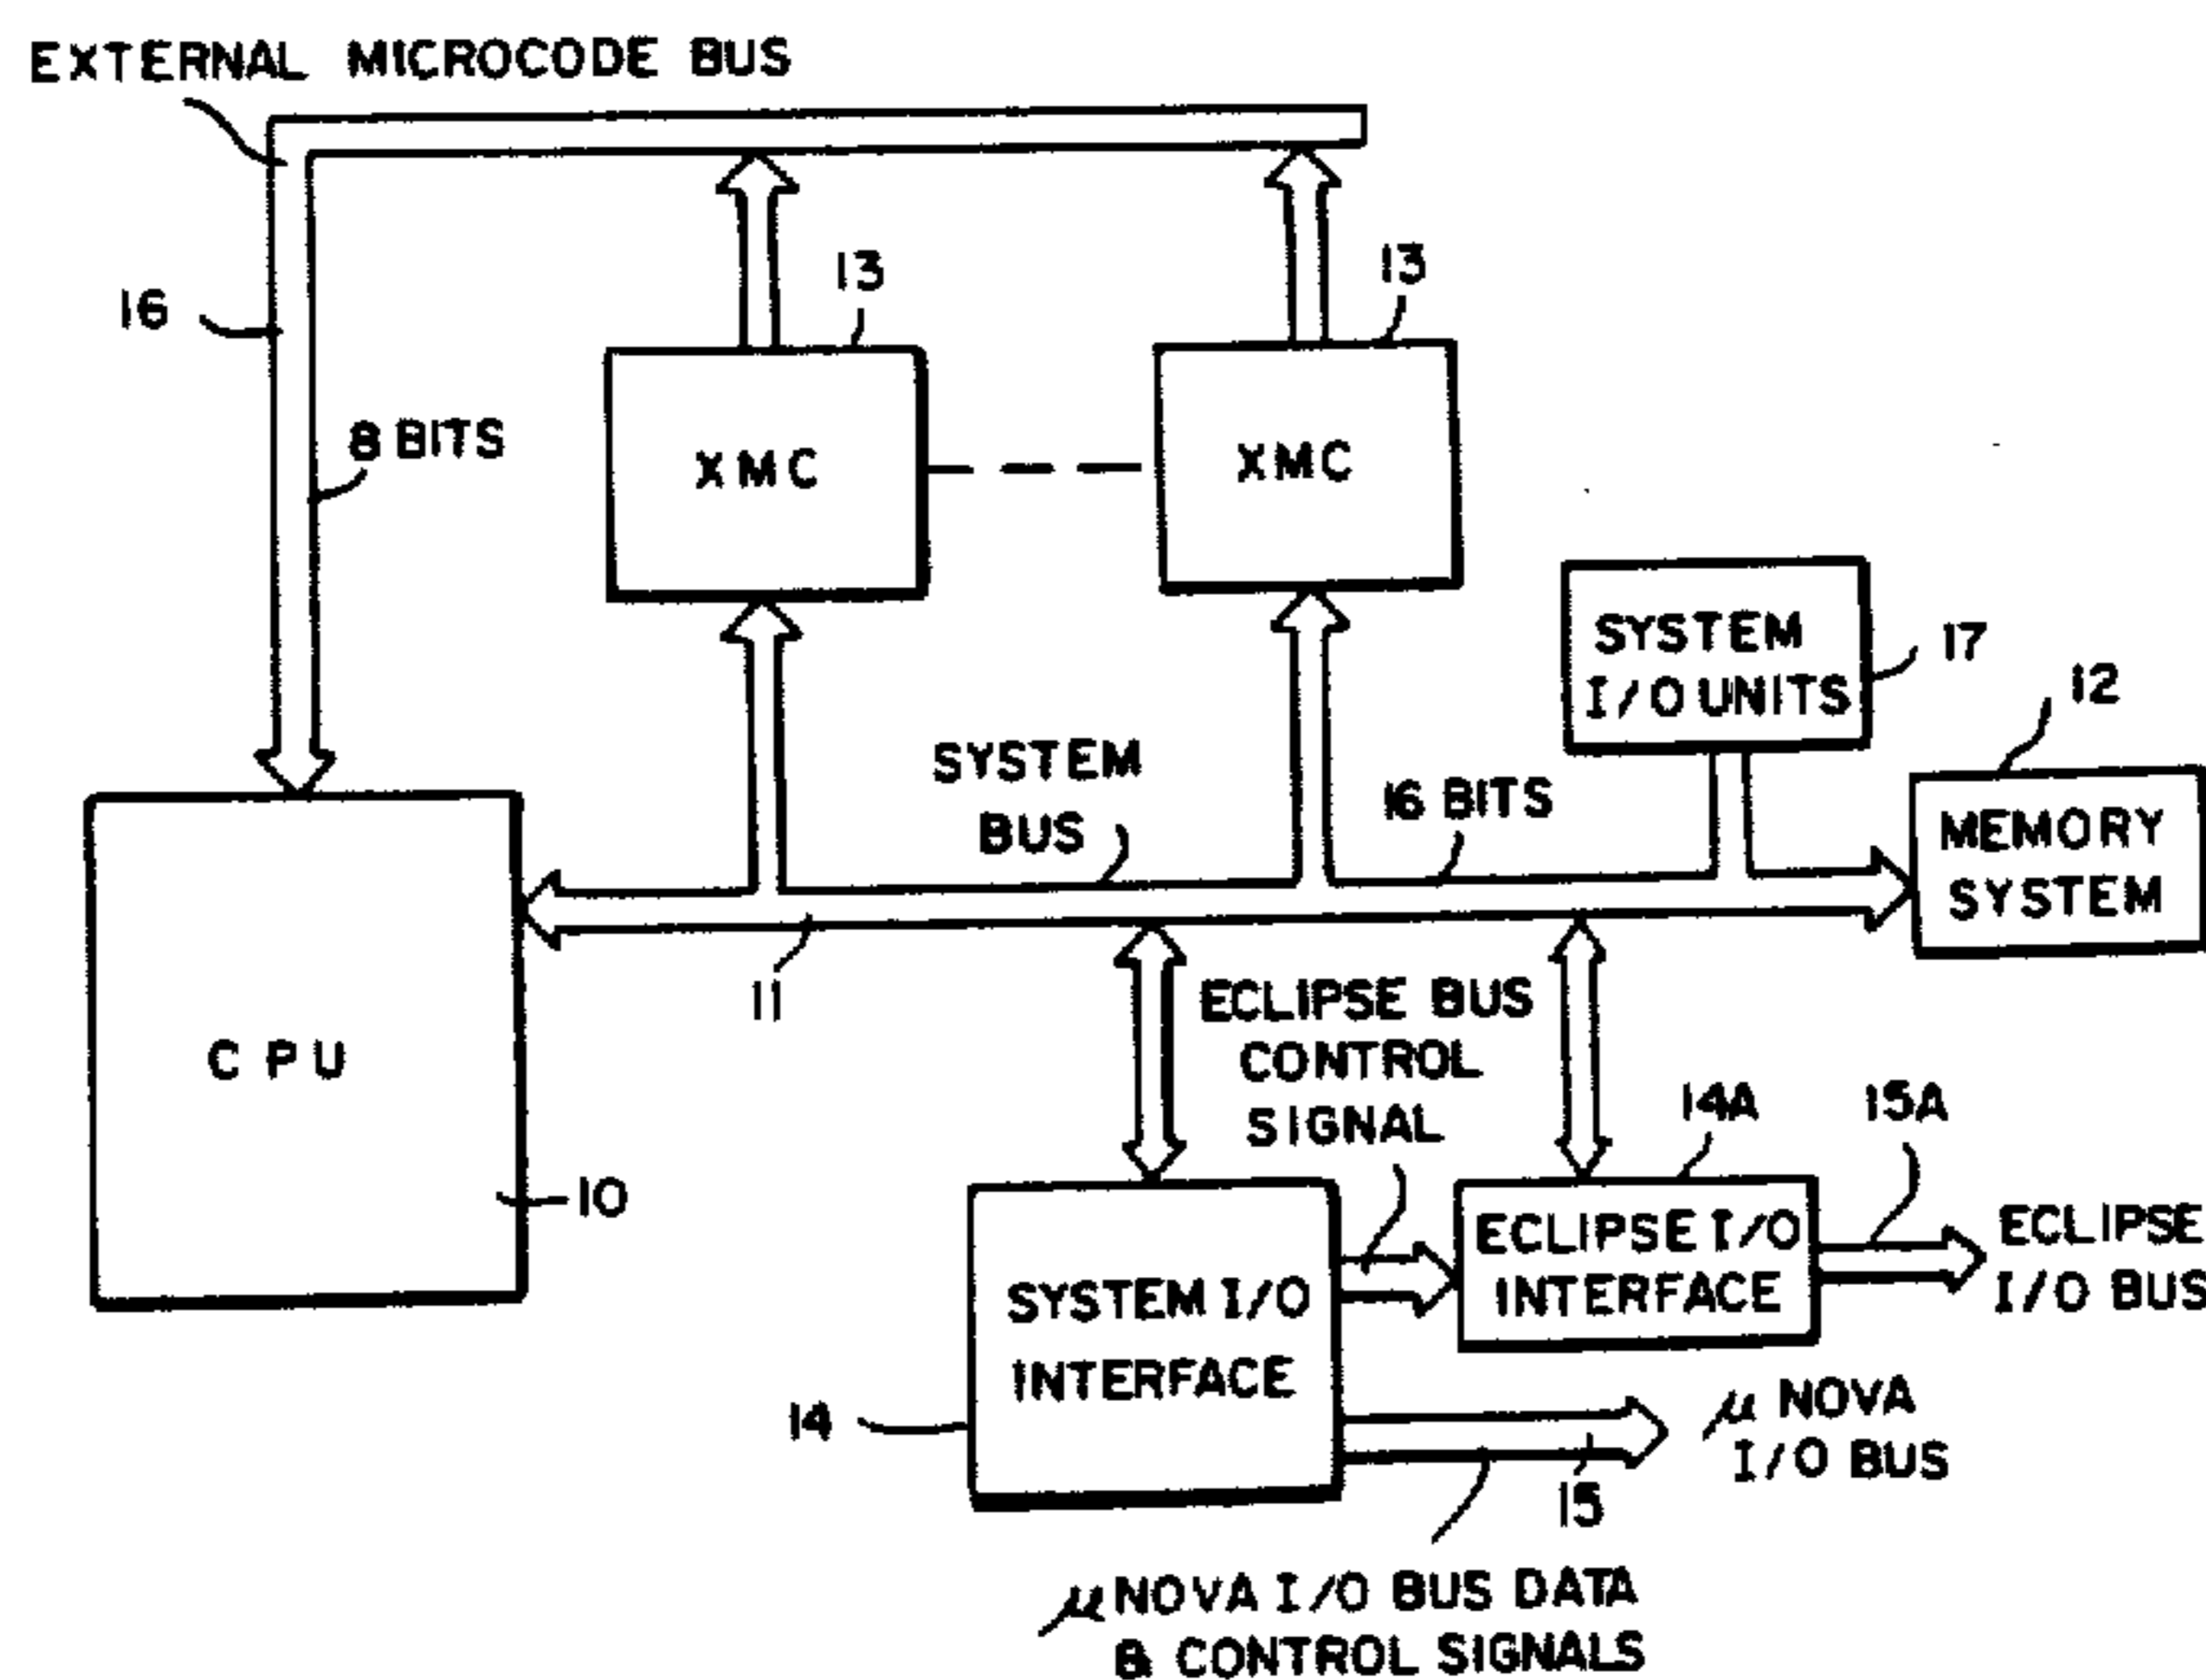 EXTERNAL MICROCODE BUS
13
13
16
8 BITS
XMC
XMC
SYSTEM
I/O UNITS
17
12
SYSTEM
BUS
16 BITS
MEMORY
SYSTEM
11
ECLIPSE BUS
CONTROL
SIGNAL
CPU
10
14A
15A
ECLIPSE I/O
INTERFACE
ECLIPSE
I/O BUS
SYSTEM I/O
INTERFACE
14
μ NOVA
I/O BUS
15
μ NOVA I/O BUS DATA
& CONTROL SIGNALS